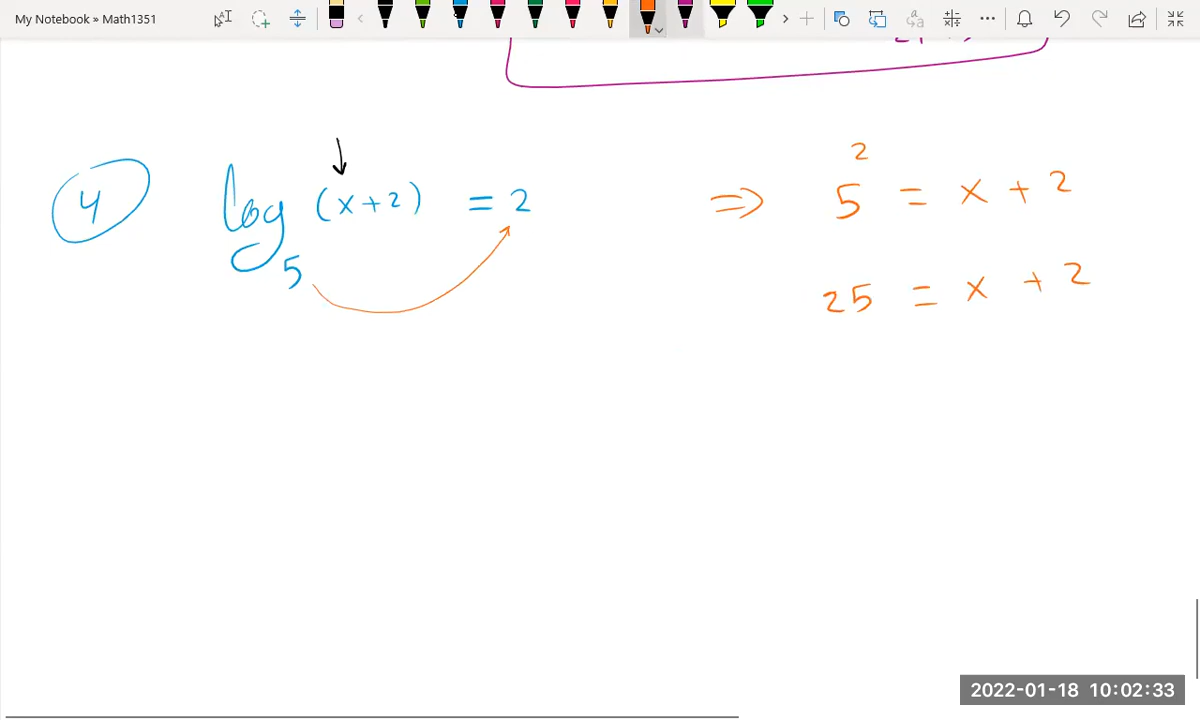 My Notebook » Math1351
④ log₅ (x+2) = 2 => 5² = x + 2
25 = x + 2
2022-01-18 10:02:33